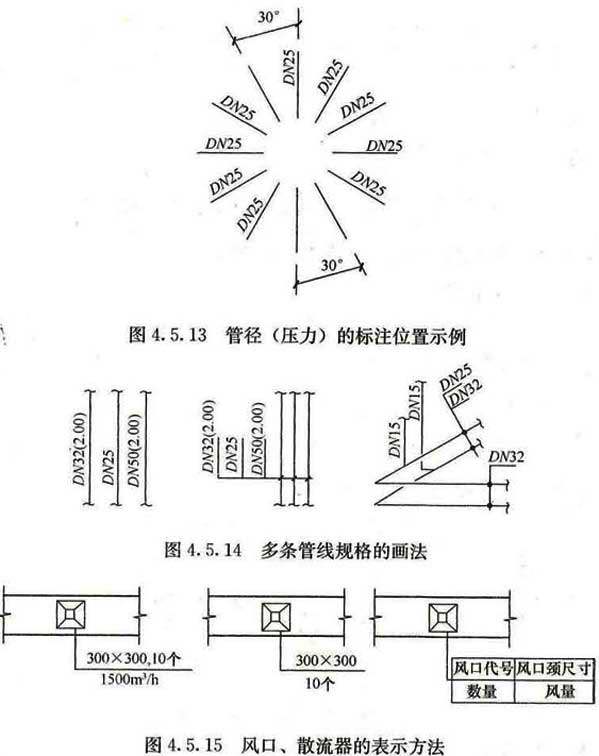 30°
DN25
DN25
DN25
DN25
DN25
DN25
DN25
DN25
DN25
30°
图 4.5.13 管径（压力）的标注位置示例
DN32(2.00)
DN25
DN50(2.00)
DN32(2.00)
DN25
DN50(2.00)
DN15
DN15
DN25
DN32
DN32
图 4.5.14 多条管线规格的画法
300×300,10个
1500m³/h
300×300
10个
风口代号 风口颈尺寸
数量 风量
图 4.5.15 风口、散流器的表示方法